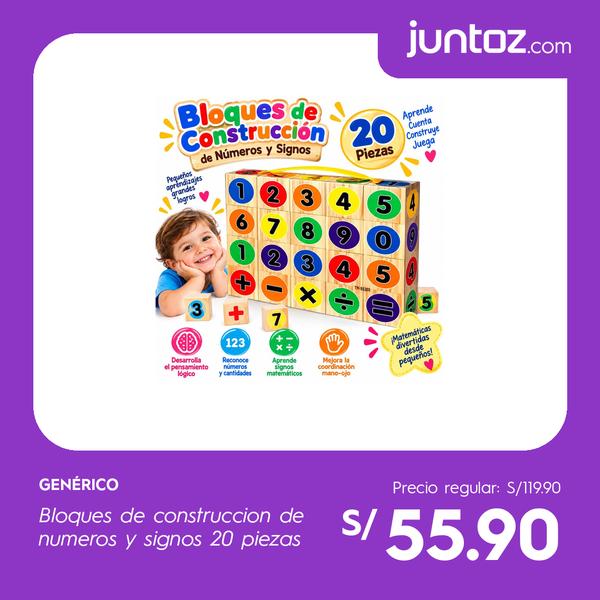 juntoz.com
Bloques de
Construcción
de Números y Signos
20
Piezas
Aprende
Cuenta
Construye
Juega
Pequeños
aprendizajes
grandes
logros
1 2 3 4 5 4
6 7 8 9 0 9
1 2 3 4 5 4
+ − × ÷ =
3 + 7 5
Desarrolla
el pensamiento
lógico
123
Reconoce
números
y cantidades
+ −
× ÷
Aprende
signos
matemáticos
Mejora la
coordinación
mano-ojo
¡Matemáticas
divertidas
desde
pequeños!
GENÉRICO
Bloques de construccion de
numeros y signos 20 piezas
Precio regular: S/119.90
S/ 55.90